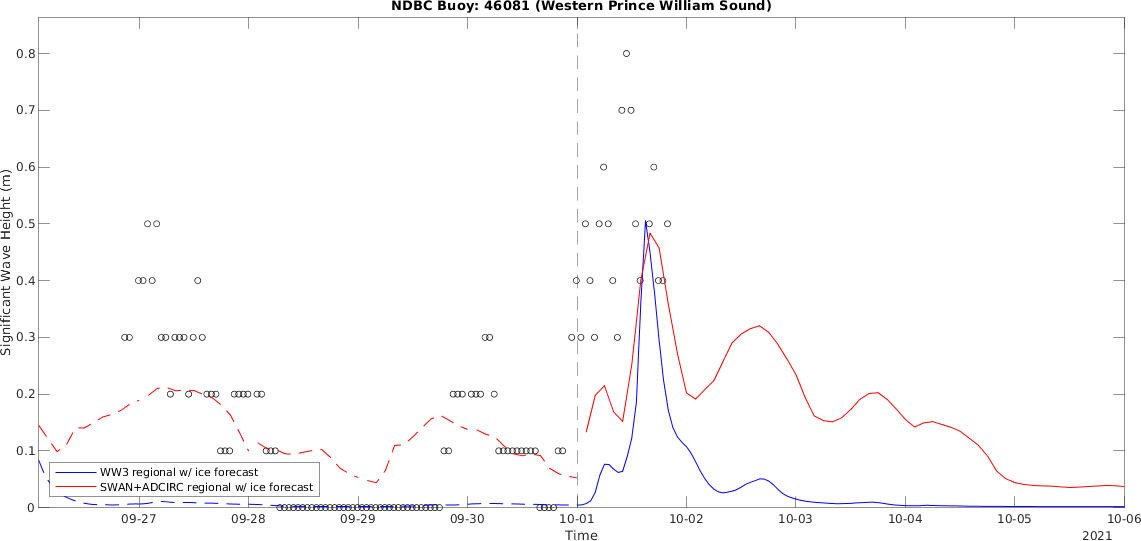 NDBC Buoy: 46081 (Western Prince William Sound)
Significant Wave Height (m)
0.8
0.7
0.6
0.5
0.4
0.3
0.2
0.1
0
WW3 regional w/ ice forecast
SWAN+ADCIRC regional w/ ice forecast
09-27 09-28 09-29 09-30 10-01 10-02 10-03 10-04 10-05 10-06
Time
2021